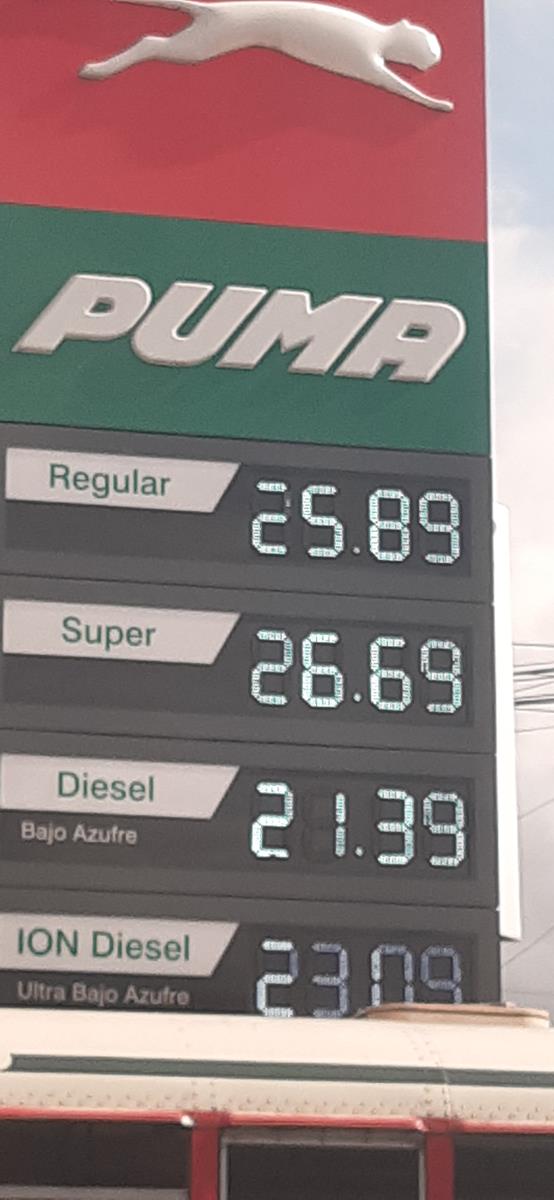 PUMA
Regular 25.89
Super 26.69
Diesel 21.39
Bajo Azufre
ION Diesel 23.09
Ultra Bajo Azufre